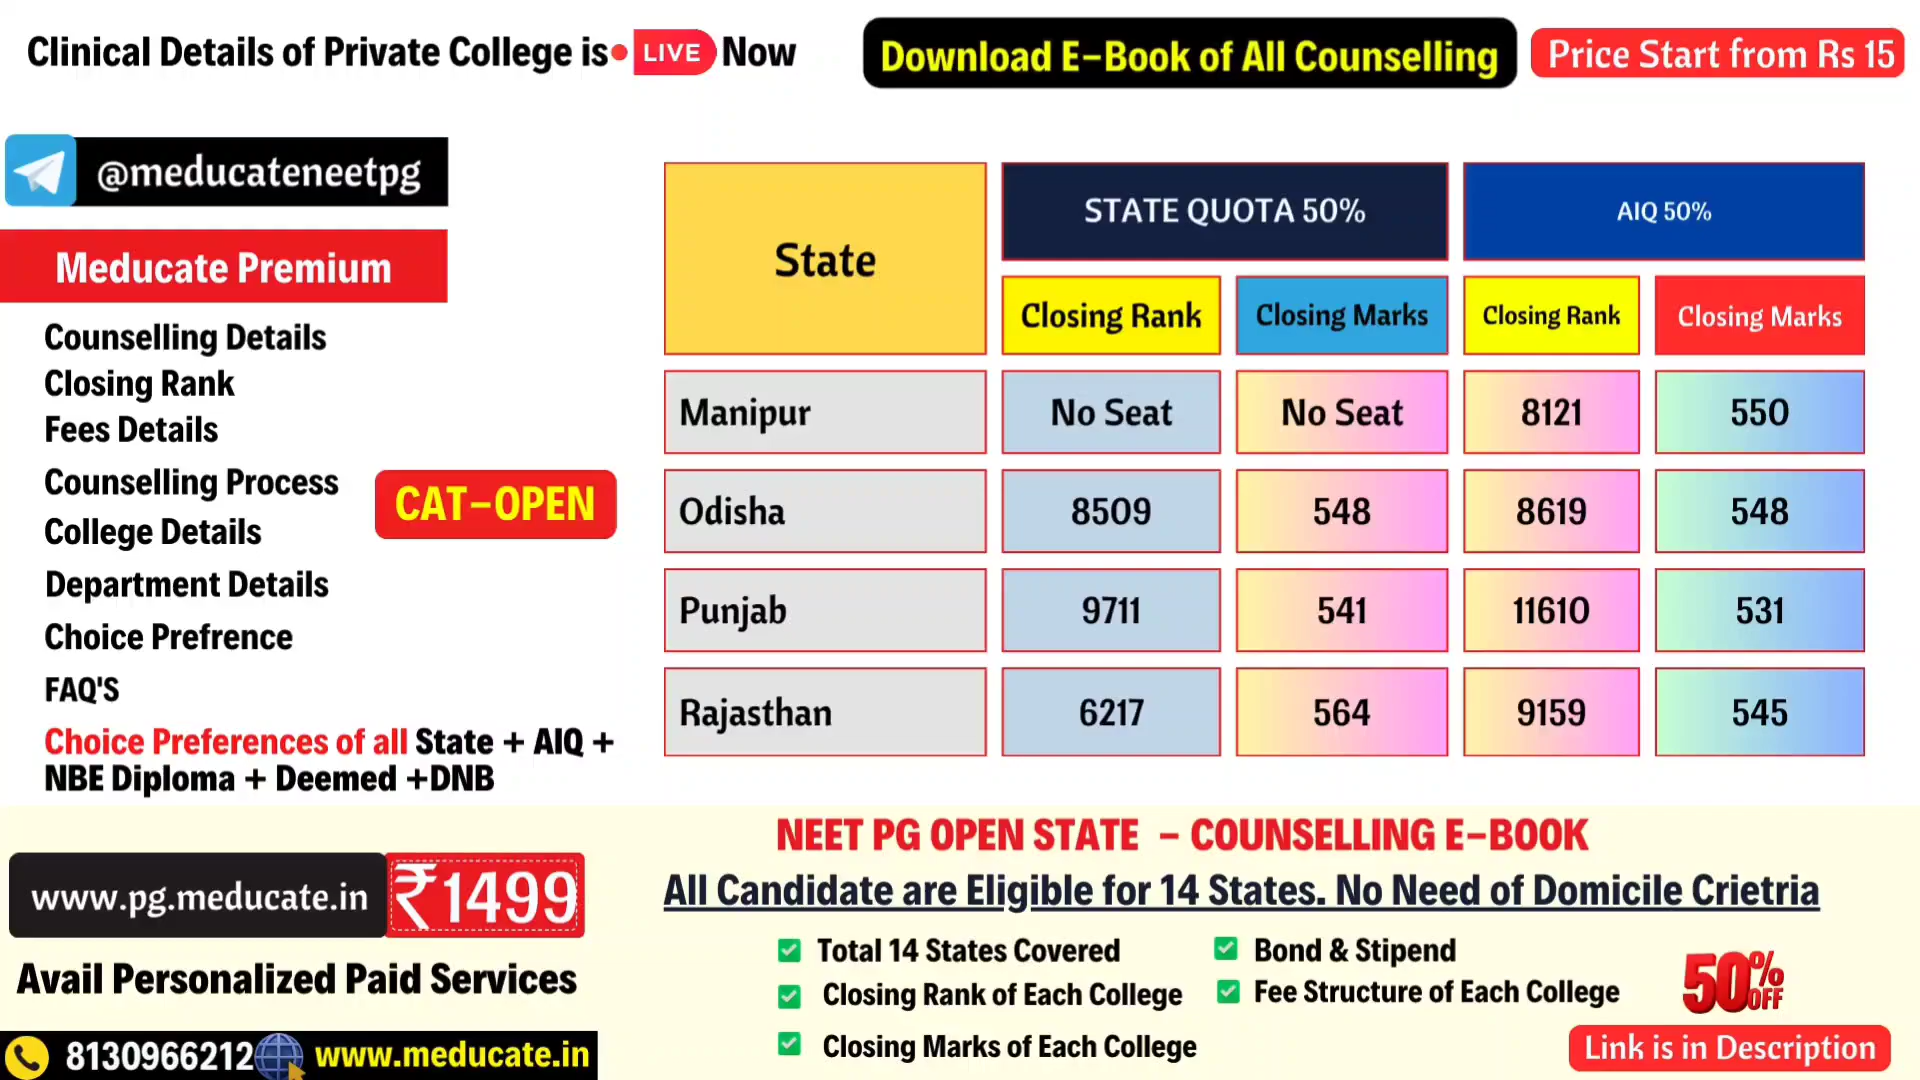 Clinical Details of Private College is LIVE Now
Download E-Book of All Counselling
Price Start from Rs 15
@meducateneetpg
Meducate Premium
Counselling Details
Closing Rank
Fees Details
Counselling Process
College Details
Department Details
Choice Prefrence
FAQ'S
Choice Preferences of all State + AIQ +
NBE Diploma + Deemed +DNB
CAT-OPEN
State
STATE QUOTA 50%
AIQ 50%
Closing Rank
Closing Marks
Closing Rank
Closing Marks
Manipur No Seat No Seat 8121 550
Odisha 8509 548 8619 548
Punjab 9711 541 11610 531
Rajasthan 6217 564 9159 545
www.pg.meducate.in ₹1499
Avail Personalized Paid Services
8130966212 www.meducate.in
NEET PG OPEN STATE - COUNSELLING E-BOOK
All Candidate are Eligible for 14 States. No Need of Domicile Crietria
Total 14 States Covered
Closing Rank of Each College
Closing Marks of Each College
Bond & Stipend
Fee Structure of Each College
50% OFF
Link is in Description